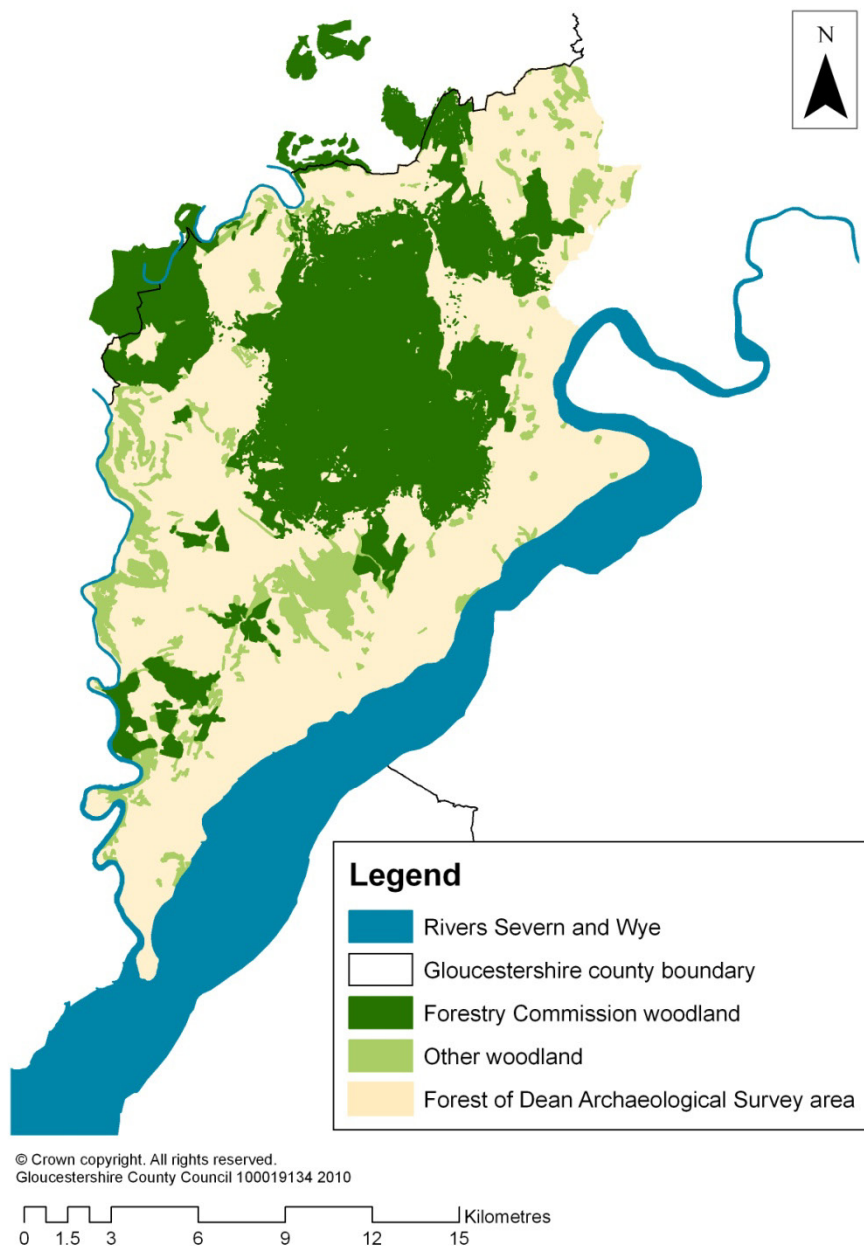 N
Legend
Rivers Severn and Wye
Gloucestershire county boundary
Forestry Commission woodland
Other woodland
Forest of Dean Archaeological Survey area
© Crown copyright. All rights reserved.
Gloucestershire County Council 100019134 2010
Kilometres
0 1.5 3 6 9 12 15